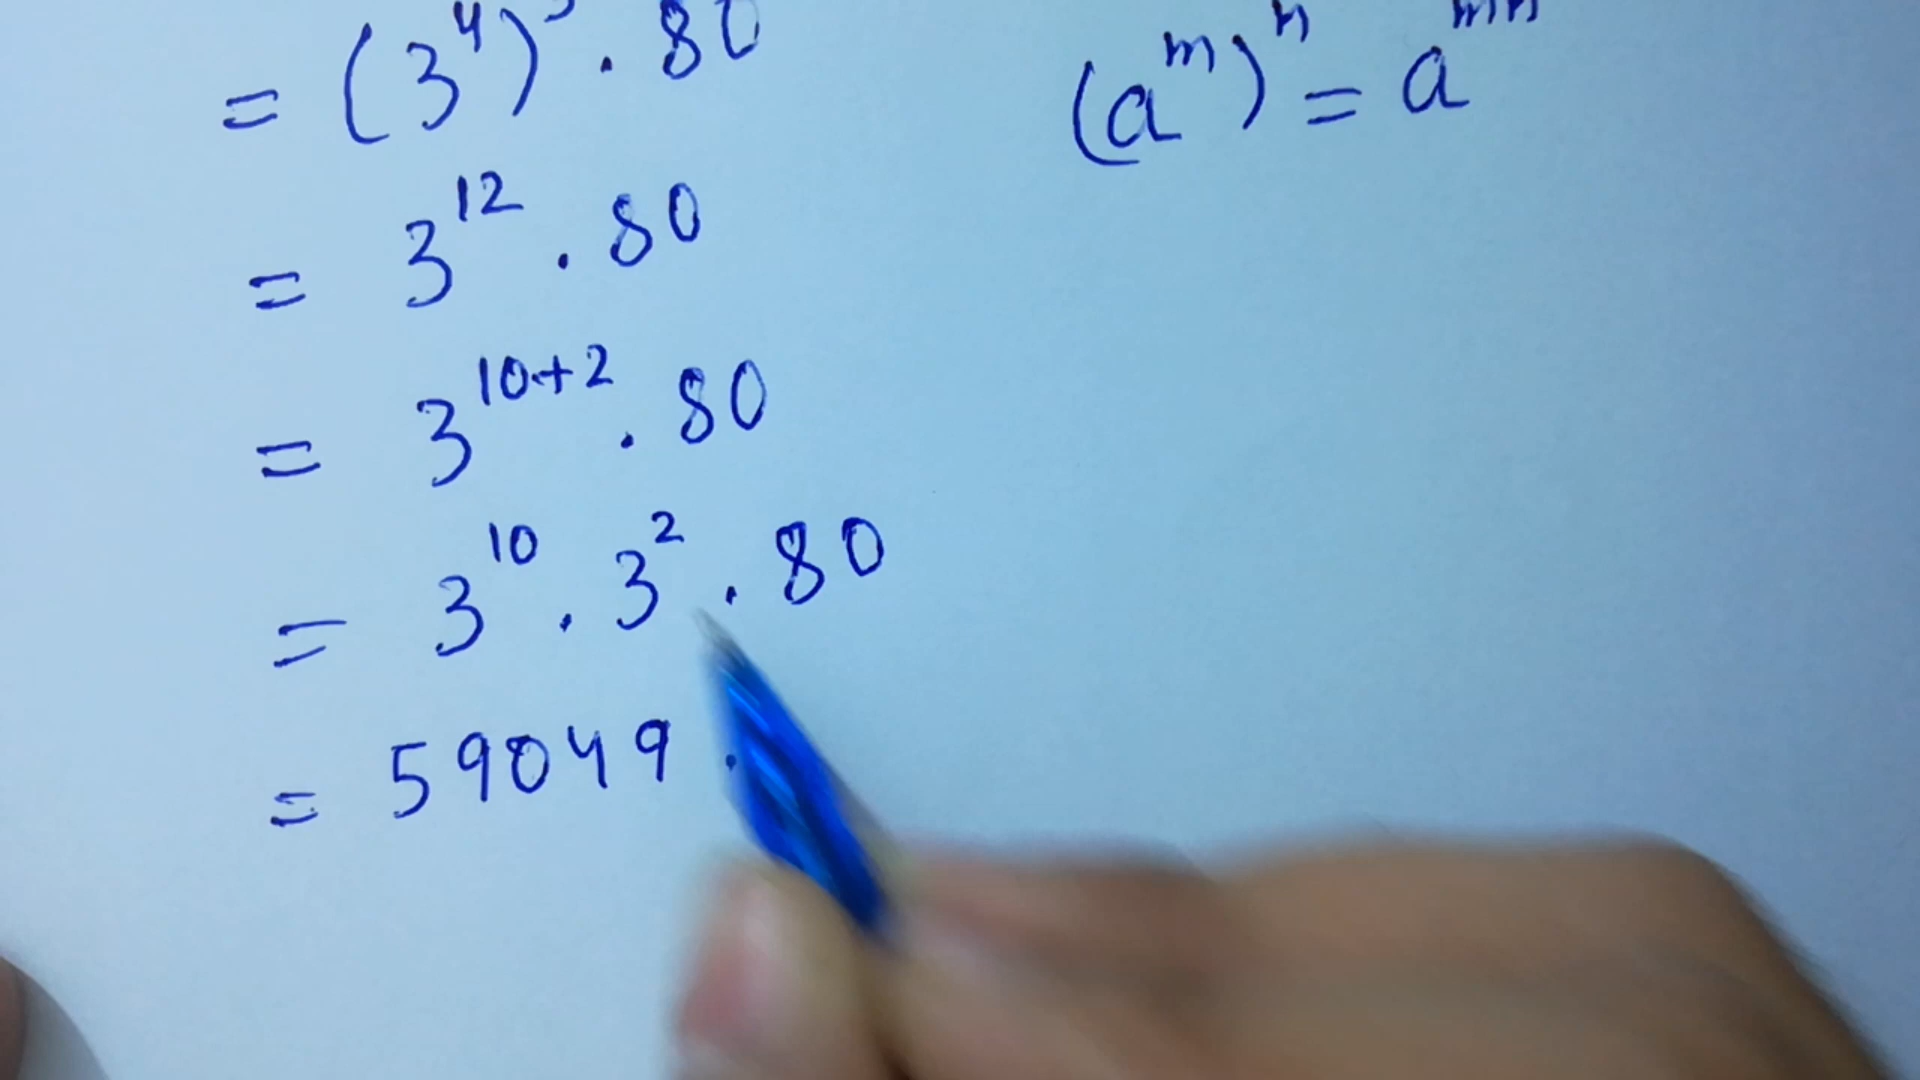 = (3⁴)³ . 80
(aᵐ)ⁿ = aᵐⁿ
= 3¹² . 80
= 3¹⁰⁺² . 80
= 3¹⁰ . 3² . 80
= 59049 .